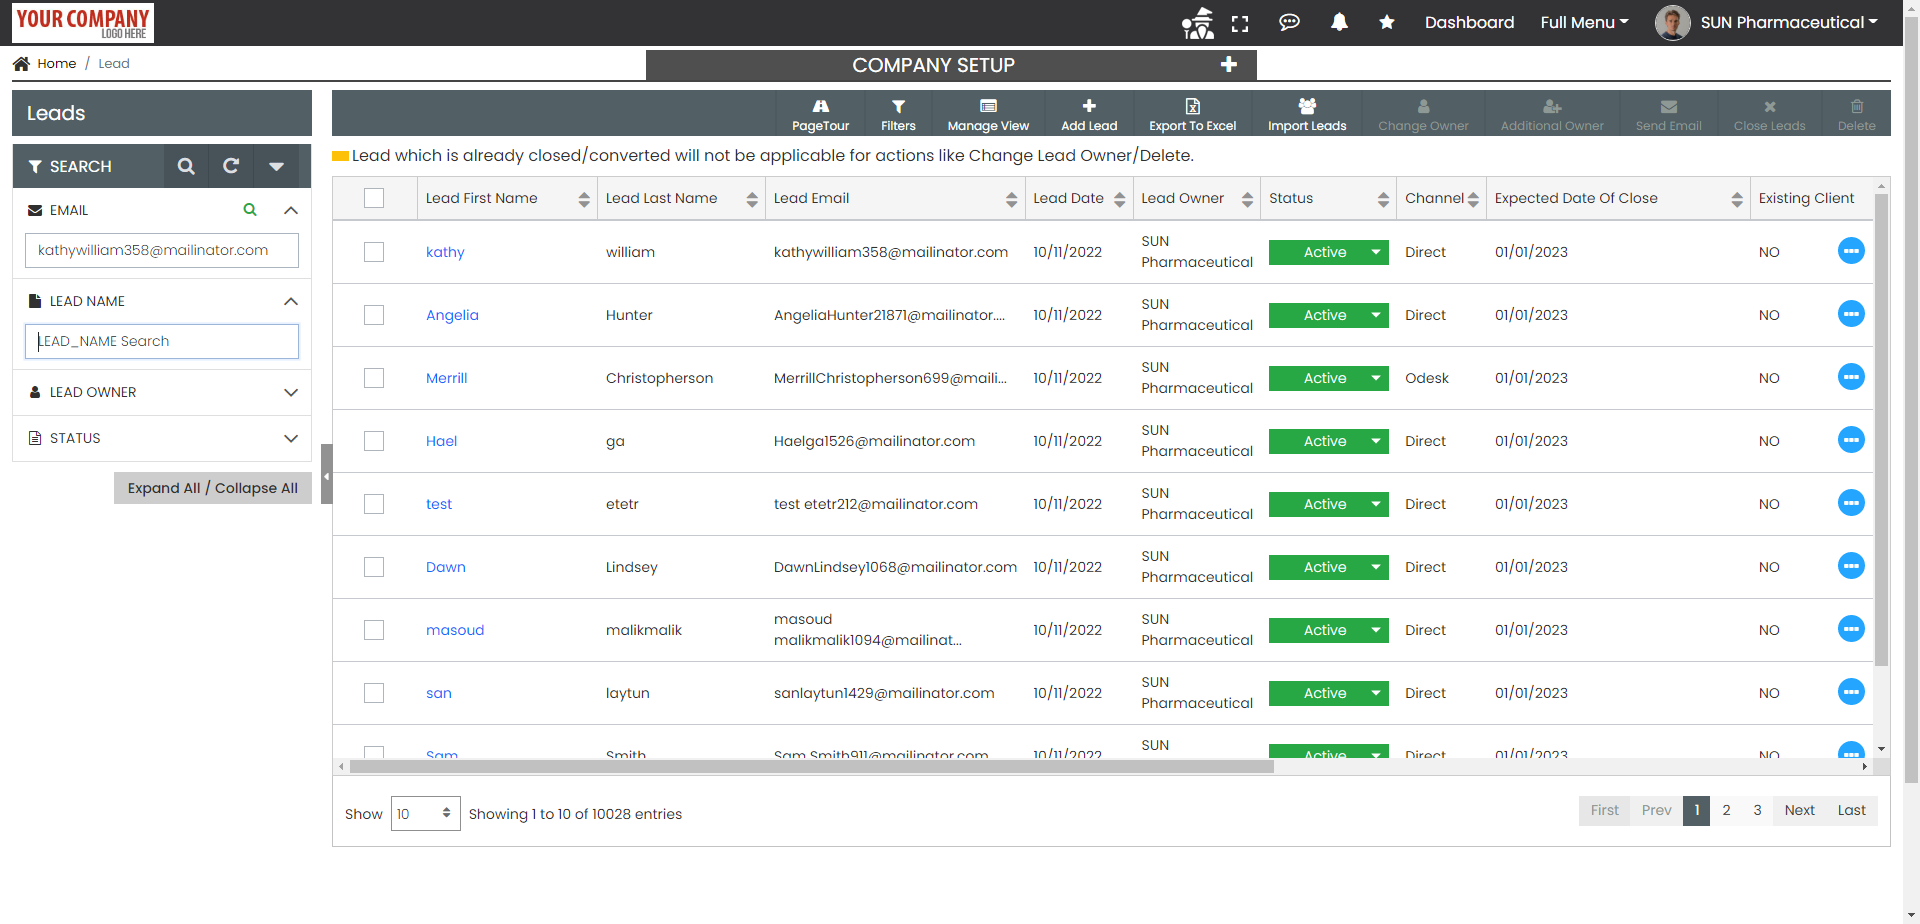 YOUR COMPANY
LOGO HERE
Dashboard
Full Menu
SUN Pharmaceutical
Home / Lead
COMPANY SETUP
Leads
PageTour
Filters
Manage View
Add Lead
Export To Excel
Import Leads
Change Owner
Additional Owner
Send Email
Close Leads
Delete
SEARCH
EMAIL
kathywilliam358@mailinator.com
LEAD NAME
LEAD_NAME Search
LEAD OWNER
STATUS
Expand All / Collapse All
Lead which is already closed/converted will not be applicable for actions like Change Lead Owner/Delete.
Lead First Name Lead Last Name Lead Email Lead Date Lead Owner Status Channel Expected Date Of Close Existing Client
kathy william kathywilliam358@mailinator.com 10/11/2022 SUN Pharmaceutical Active Direct 01/01/2023 NO
Angelia Hunter AngeliaHunter21871@mailinator.... 10/11/2022 SUN Pharmaceutical Active Direct 01/01/2023 NO
Merrill Christopherson MerrillChristopherson699@maili... 10/11/2022 SUN Pharmaceutical Active Odesk 01/01/2023 NO
Hael ga Haelga1526@mailinator.com 10/11/2022 SUN Pharmaceutical Active Direct 01/01/2023 NO
test etetr test etetr212@mailinator.com 10/11/2022 SUN Pharmaceutical Active Direct 01/01/2023 NO
Dawn Lindsey DawnLindsey1068@mailinator.com 10/11/2022 SUN Pharmaceutical Active Direct 01/01/2023 NO
masoud malikmalik masoud malikmalik1094@mailinat... 10/11/2022 SUN Pharmaceutical Active Direct 01/01/2023 NO
san laytun sanlaytun1429@mailinator.com 10/11/2022 SUN Pharmaceutical Active Direct 01/01/2023 NO
Sam Smith Sam Smith911@mailinator.com 10/11/2022 SUN Active Direct 01/01/2023 NO
Show 10 Showing 1 to 10 of 10028 entries
First Prev 1 2 3 Next Last